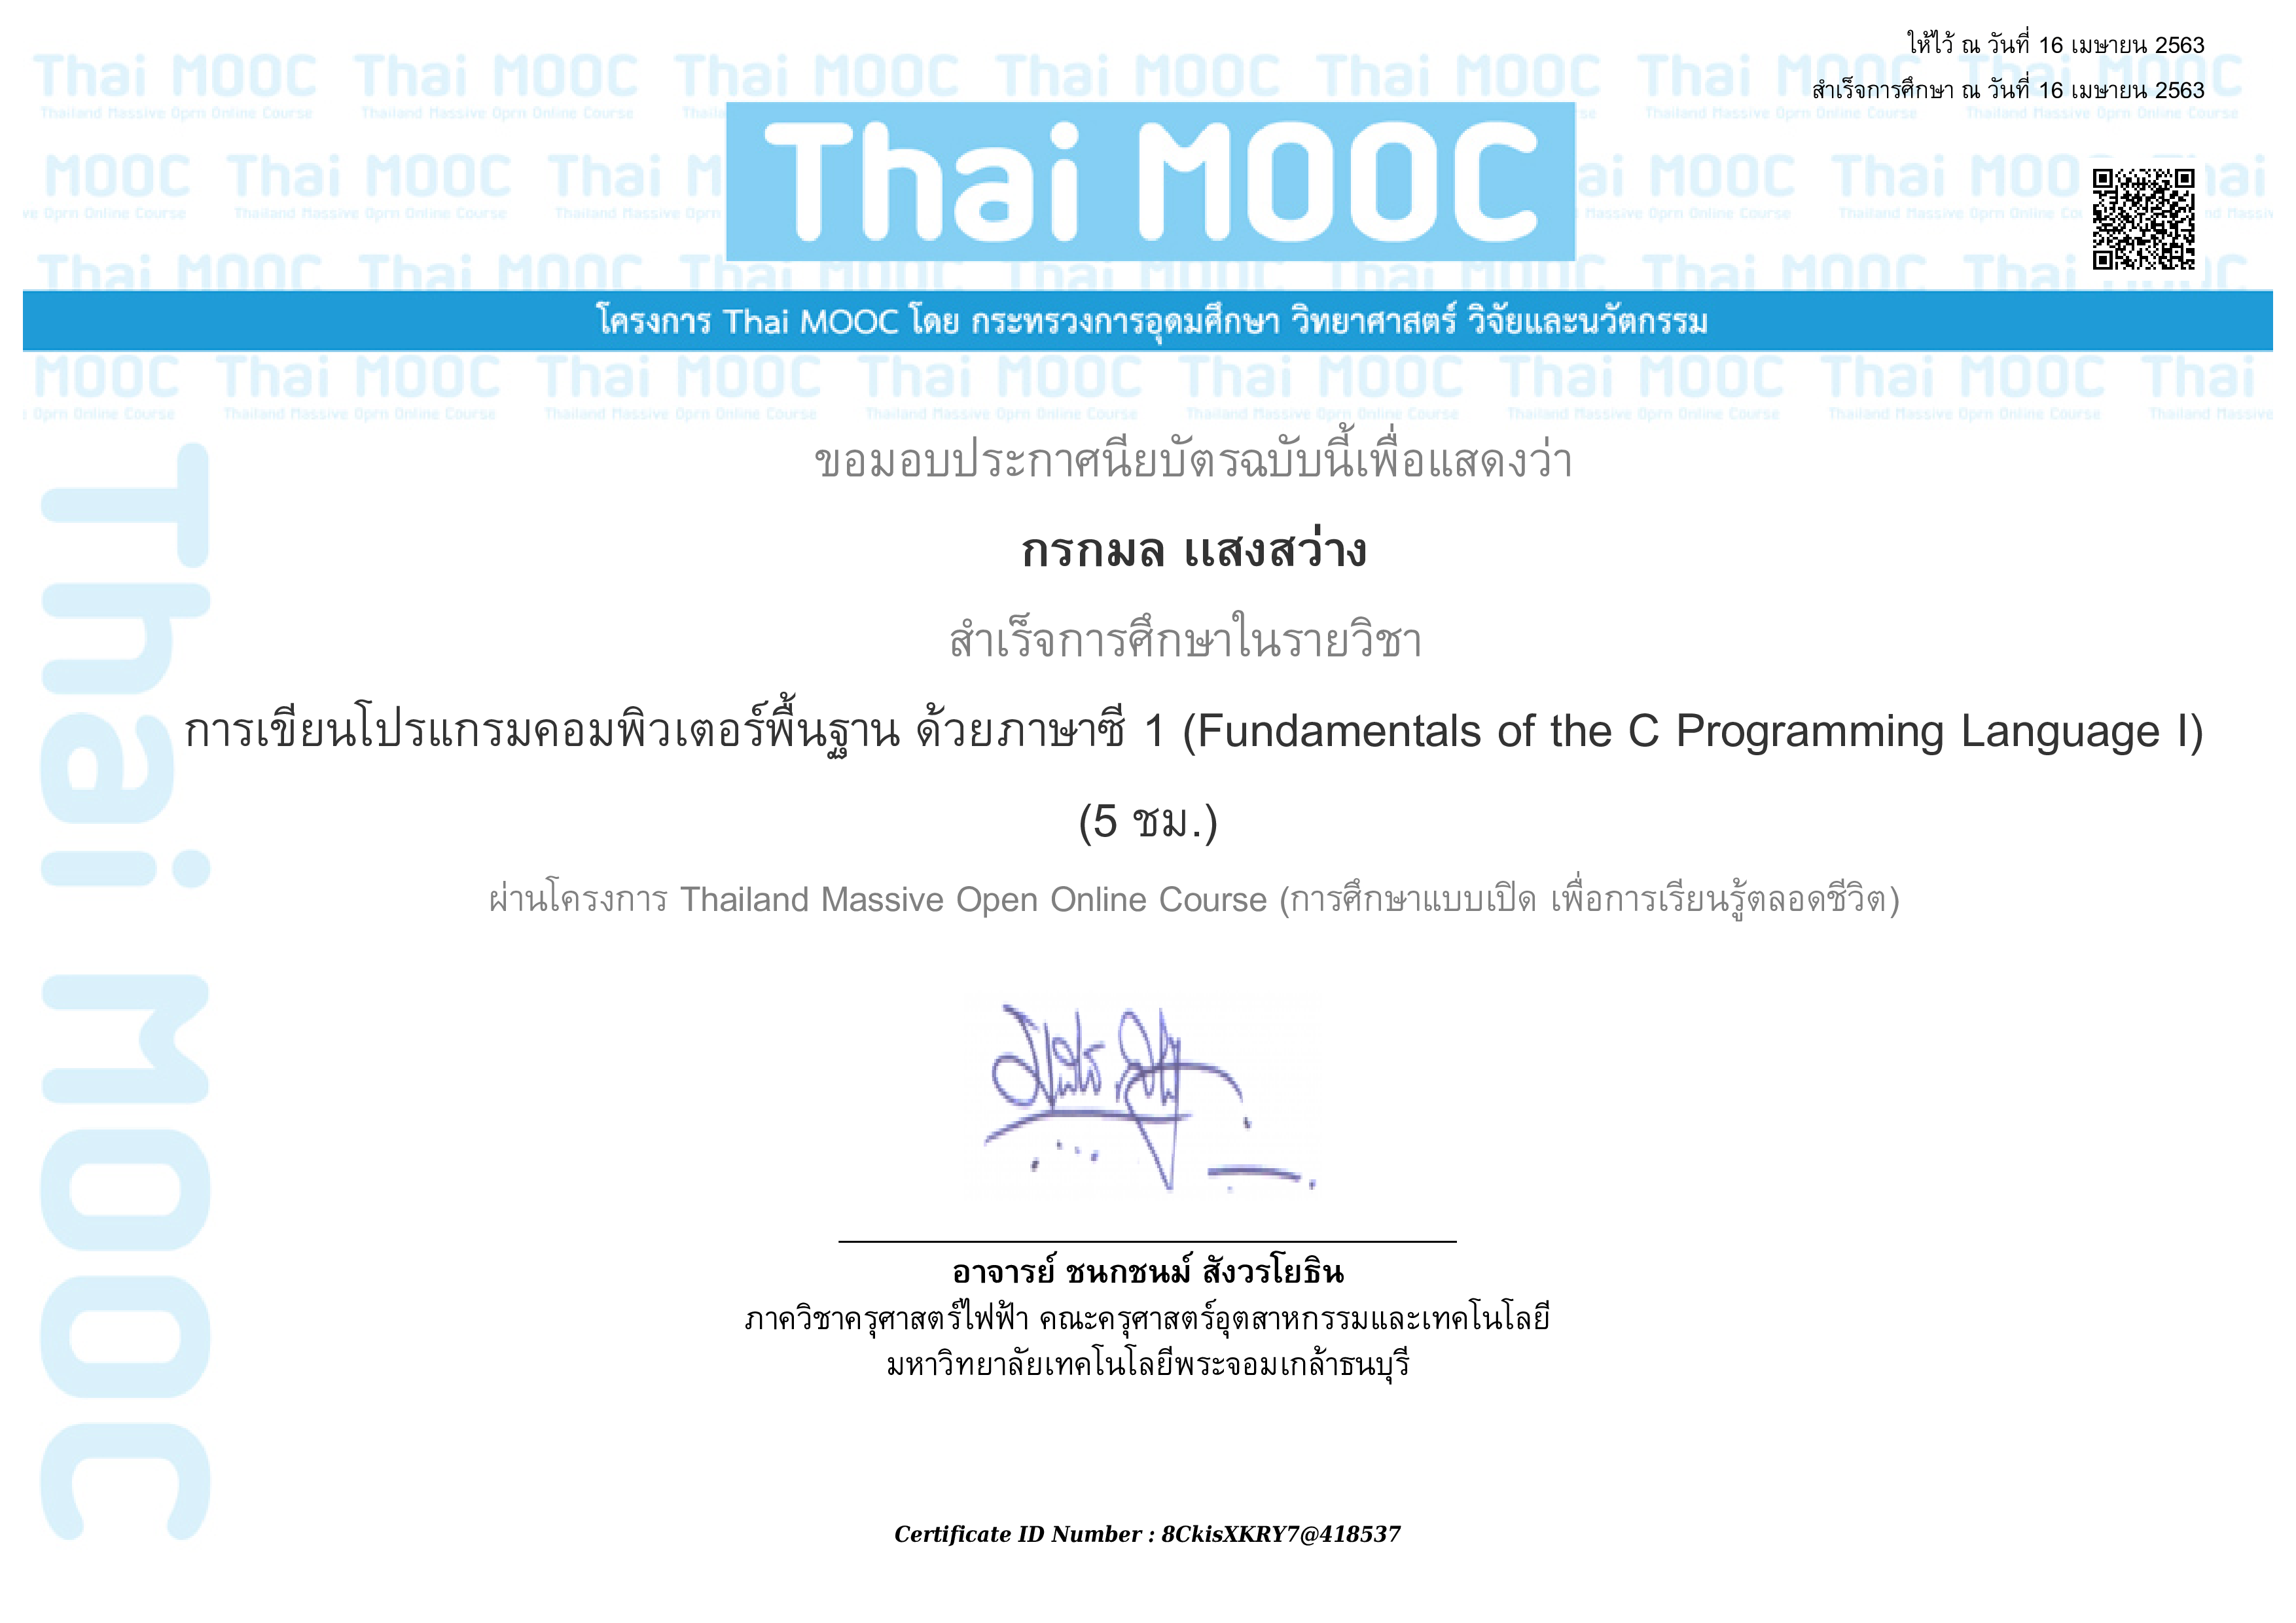 ให้ไว้ ณ วันที่ 16 เมษายน 2563
สำเร็จการศึกษา ณ วันที่ 16 เมษายน 2563
Thai MOOC
โครงการ Thai MOOC โดย กระทรวงการอุดมศึกษา วิทยาศาสตร์ วิจัยและนวัตกรรม
ขอมอบประกาศนียบัตรฉบับนี้เพื่อแสดงว่า
กรกมล แสงสว่าง
สำเร็จการศึกษาในรายวิชา
การเขียนโปรแกรมคอมพิวเตอร์พื้นฐาน ด้วยภาษาซี 1 (Fundamentals of the C Programming Language I)
(5 ชม.)
ผ่านโครงการ Thailand Massive Open Online Course (การศึกษาแบบเปิด เพื่อการเรียนรู้ตลอดชีวิต)
อาจารย์ ชนกชนม์ สังวรโยธิน
ภาควิชาครุศาสตร์ไฟฟ้า คณะครุศาสตร์อุตสาหกรรมและเทคโนโลยี
มหาวิทยาลัยเทคโนโลยีพระจอมเกล้าธนบุรี
Certificate ID Number : 8CkisXKRY7@418537
Thai MOOC